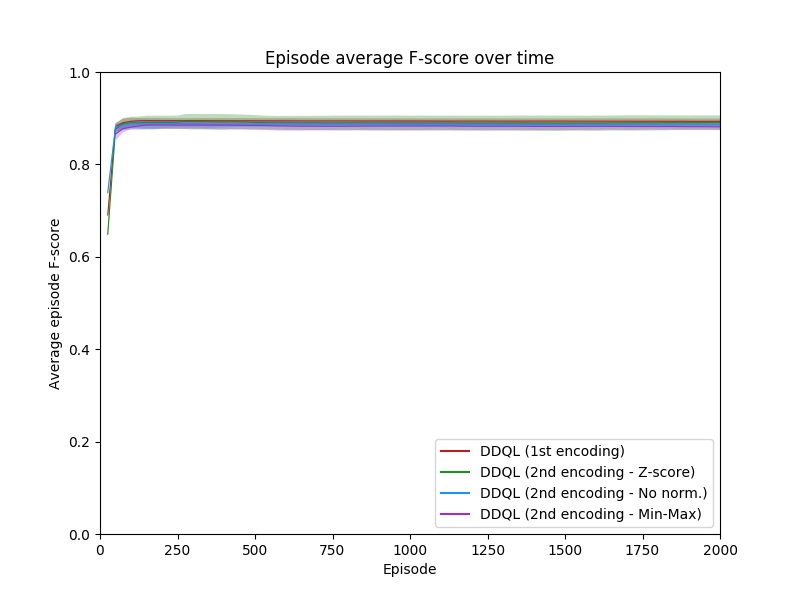 Episode average F-score over time
Average episode F-score
1.0
0.8
0.6
0.4
0.2
0.0
DDQL (1st encoding)
DDQL (2nd encoding - Z-score)
DDQL (2nd encoding - No norm.)
DDQL (2nd encoding - Min-Max)
0 250 500 750 1000 1250 1500 1750 2000
Episode